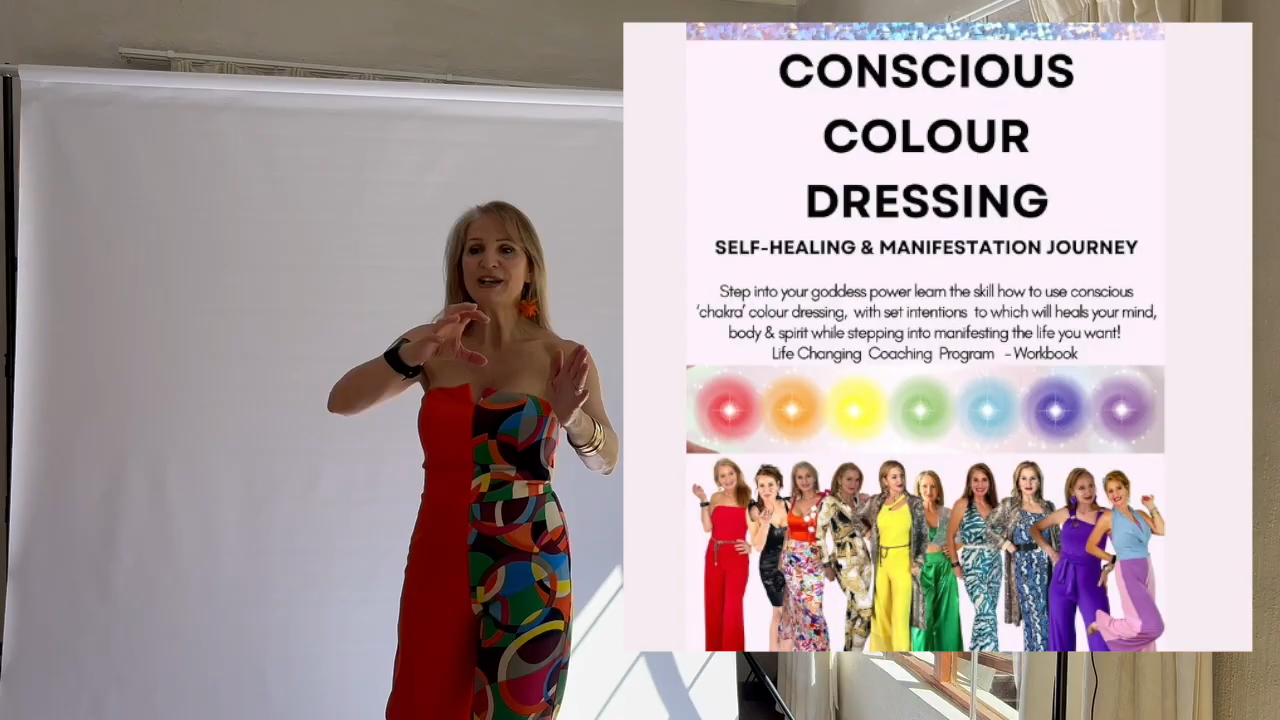 CONSCIOUS
COLOUR
DRESSING
SELF-HEALING & MANIFESTATION JOURNEY
Step into your goddess power learn the skill how to use conscious
'chakra' colour dressing, with set intentions to which will heals your mind,
body & spirit while stepping into manifesting the life you want!
Life Changing Coaching Program - Workbook